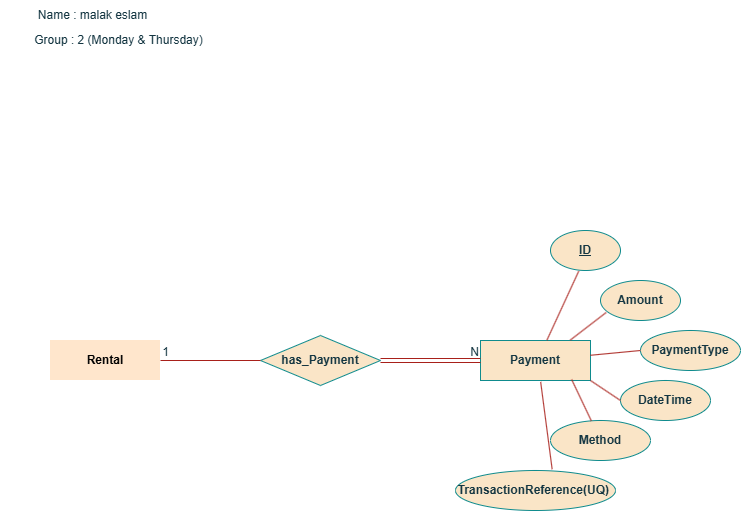 Name : malak eslam
Group : 2 (Monday & Thursday)
ID
Amount
PaymentType
Rental
1
has_Payment
N
Payment
DateTime
Method
TransactionReference(UQ)